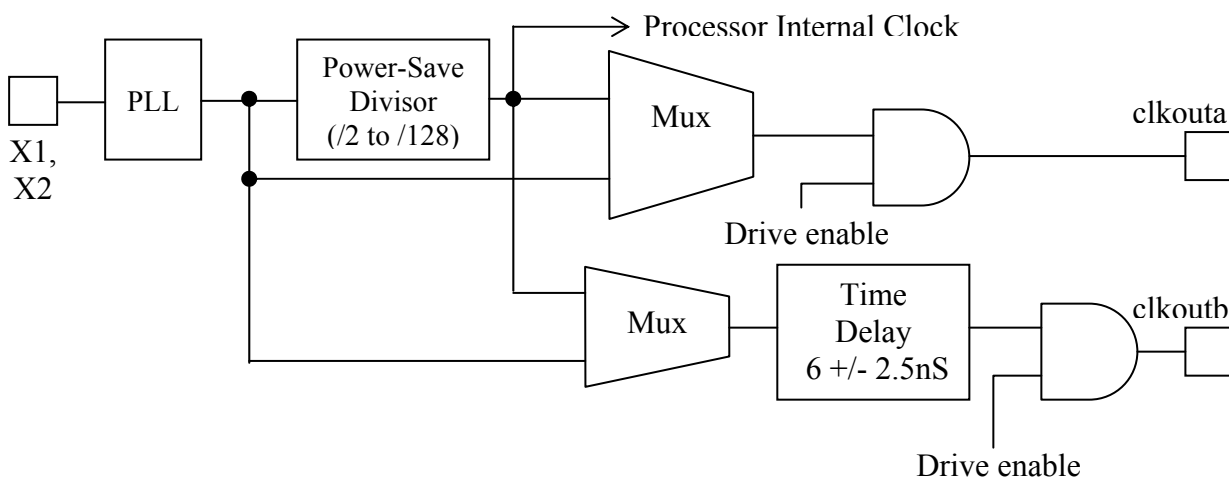 Processor Internal Clock
PLL
Power-Save
Divisor
(/2 to /128)
Mux
clkouta
X1,
X2
Drive enable
Mux
Time
Delay
6 +/- 2.5nS
clkoutb
Drive enable